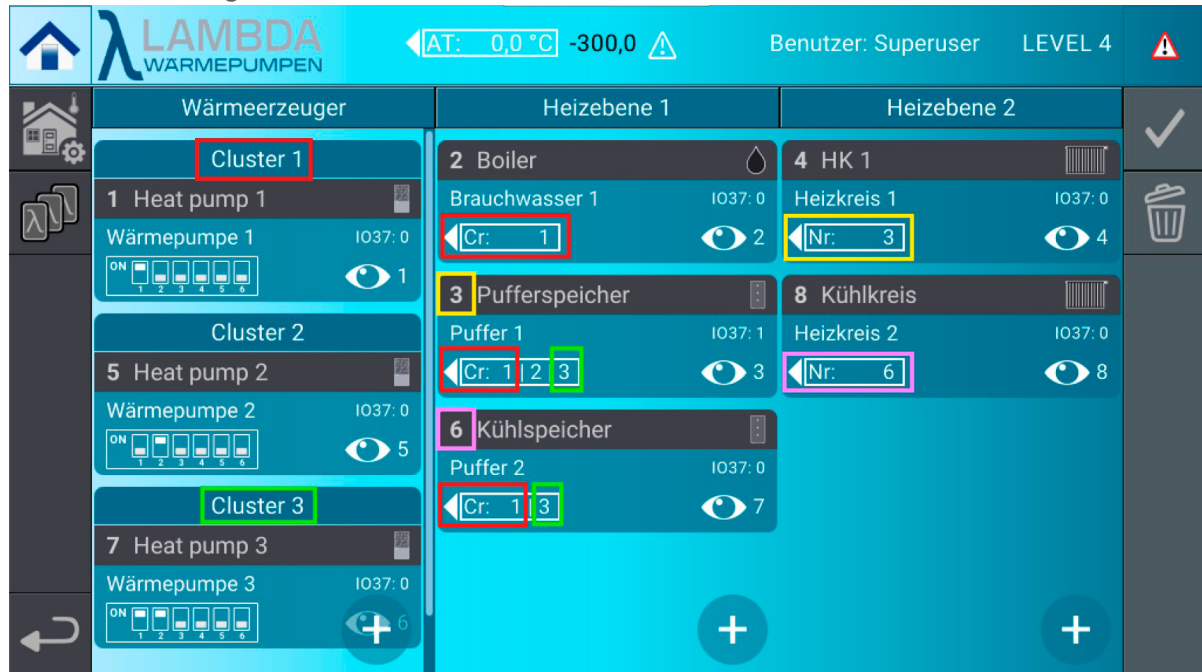 LAMBDA
WÄRMEPUMPEN
AT: 0,0 °C -300,0
Benutzer: Superuser LEVEL 4
Wärmeerzeuger
Cluster 1
1 Heat pump 1
Wärmepumpe 1 IO37: 0
ON 1 2 3 4 5 6
1
Cluster 2
5 Heat pump 2
Wärmepumpe 2 IO37: 0
ON 1 2 3 4 5 6
5
Cluster 3
7 Heat pump 3
Wärmepumpe 3 IO37: 0
ON 1 2 3 4 5 6
6
Heizebene 1
2 Boiler
Brauchwasser 1 IO37: 0
Cr: 1 2
3 Pufferspeicher
Puffer 1 IO37: 1
Cr: 1|2|3 3
6 Kühlspeicher
Puffer 2 IO37: 0
Cr: 1|3 7
Heizebene 2
4 HK 1
Heizkreis 1 IO37: 0
Nr: 3 4
8 Kühlkreis
Heizkreis 2 IO37: 0
Nr: 6 8